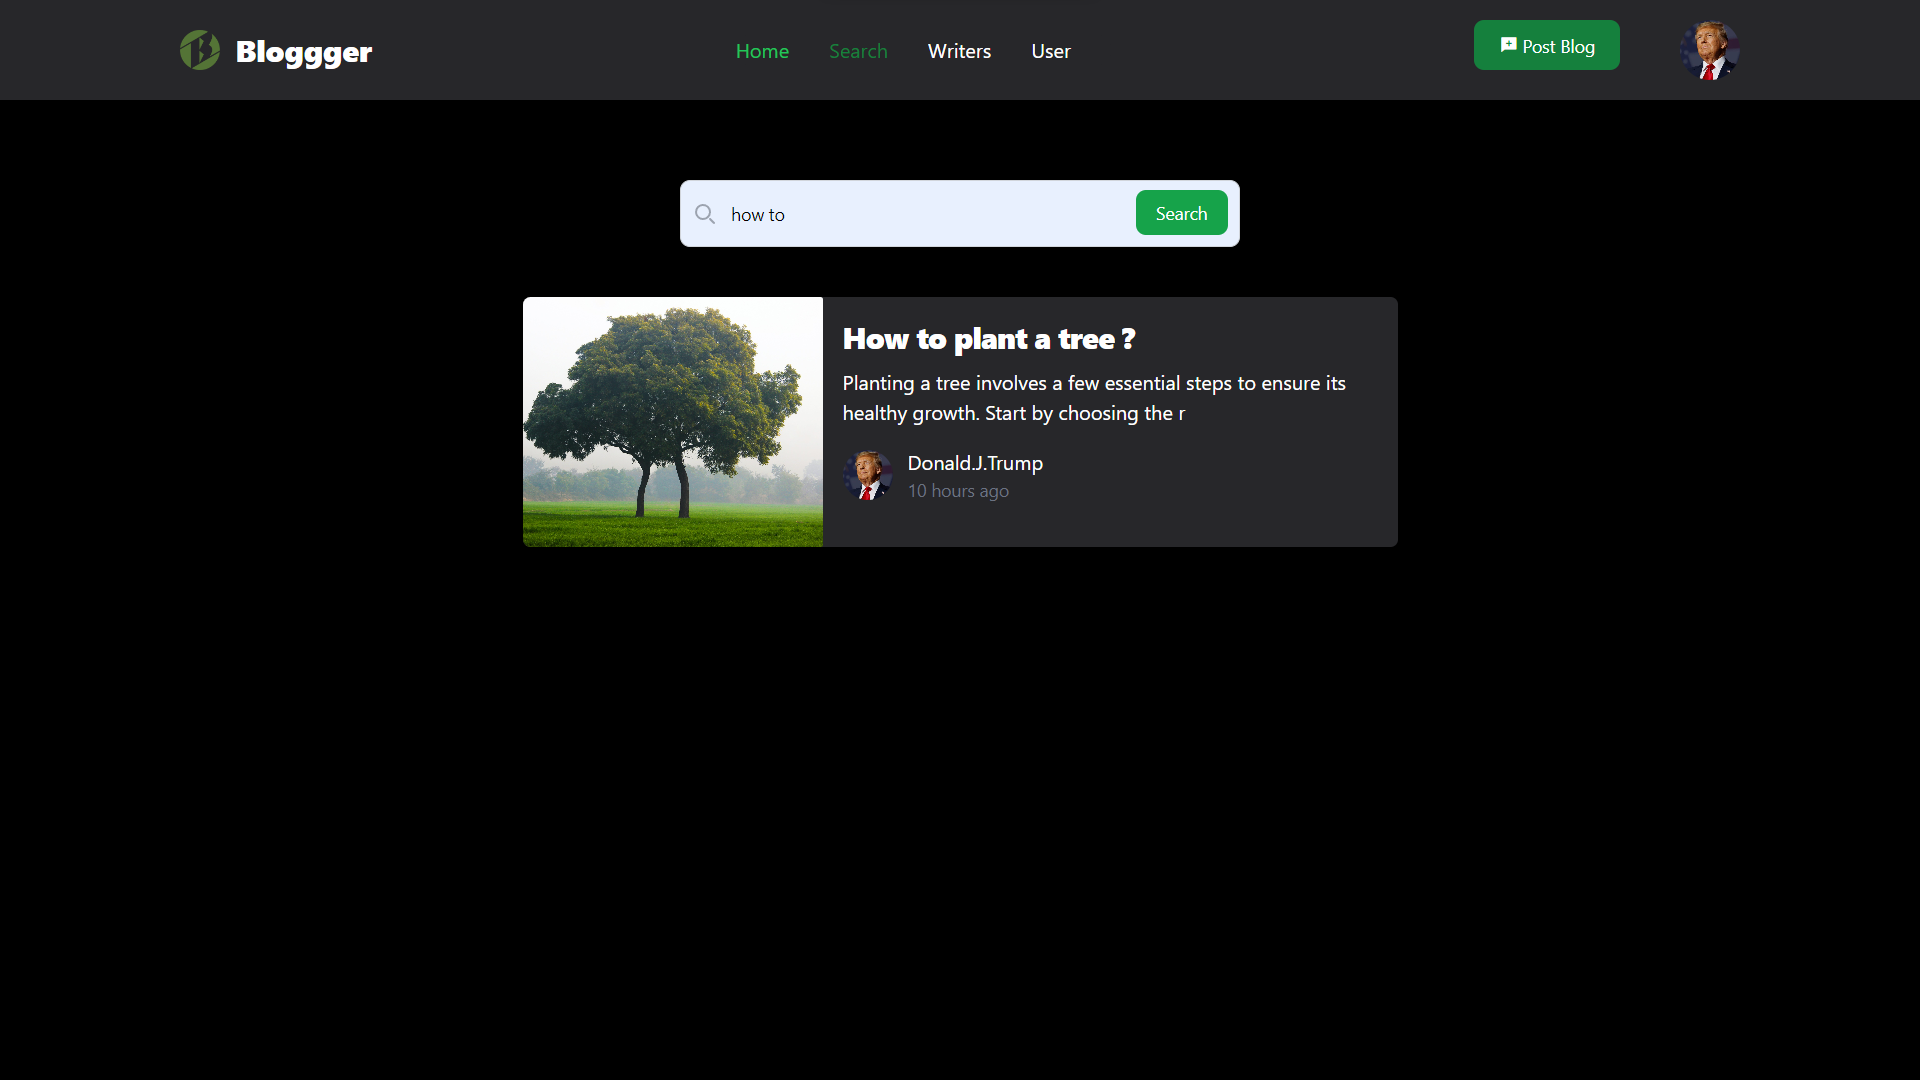 Bloggger
Home
Search
Writers
User
Post Blog
how to
Search
How to plant a tree ?
Planting a tree involves a few essential steps to ensure its
healthy growth. Start by choosing the r
Donald.J.Trump
10 hours ago